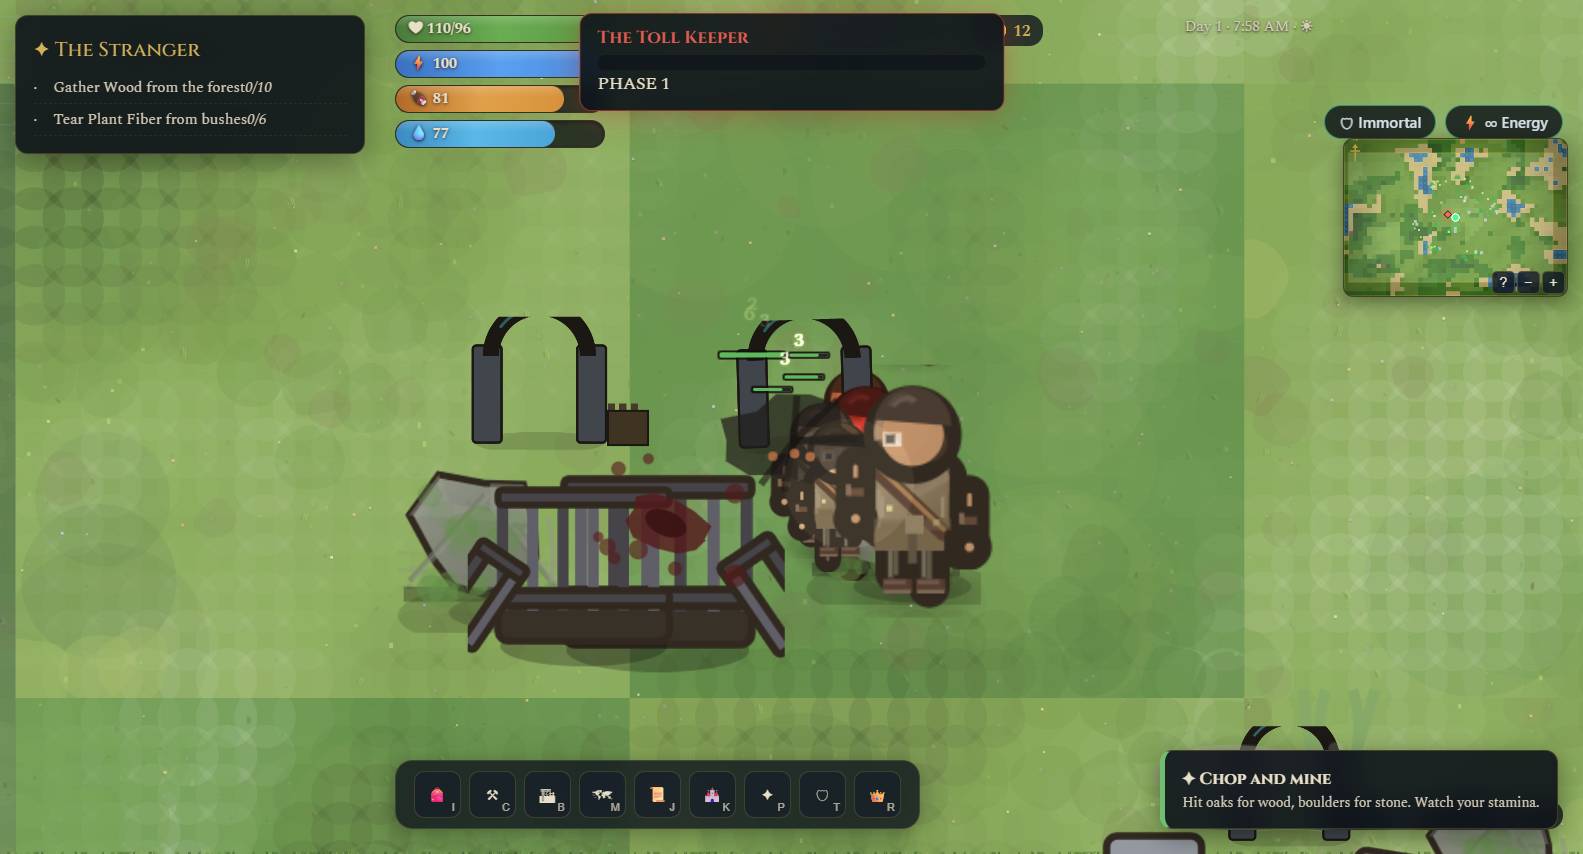 ✦ The Stranger
· Gather Wood from the forest0/10
· Tear Plant Fiber from bushes0/6
110/96
100
81
77
The Toll Keeper
PHASE 1
12
Day 1 · 7:58 AM · ☀
Immortal
∞ Energy
? − +
3
3
I C B M J K P T R
✦ Chop and mine
Hit oaks for wood, boulders for stone. Watch your stamina.